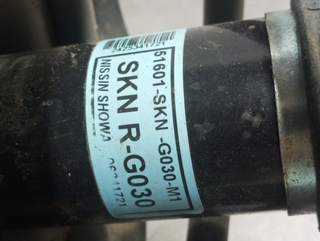 51601-SKN -G030-M1
SKN R-G030
NISSIN SHOWA